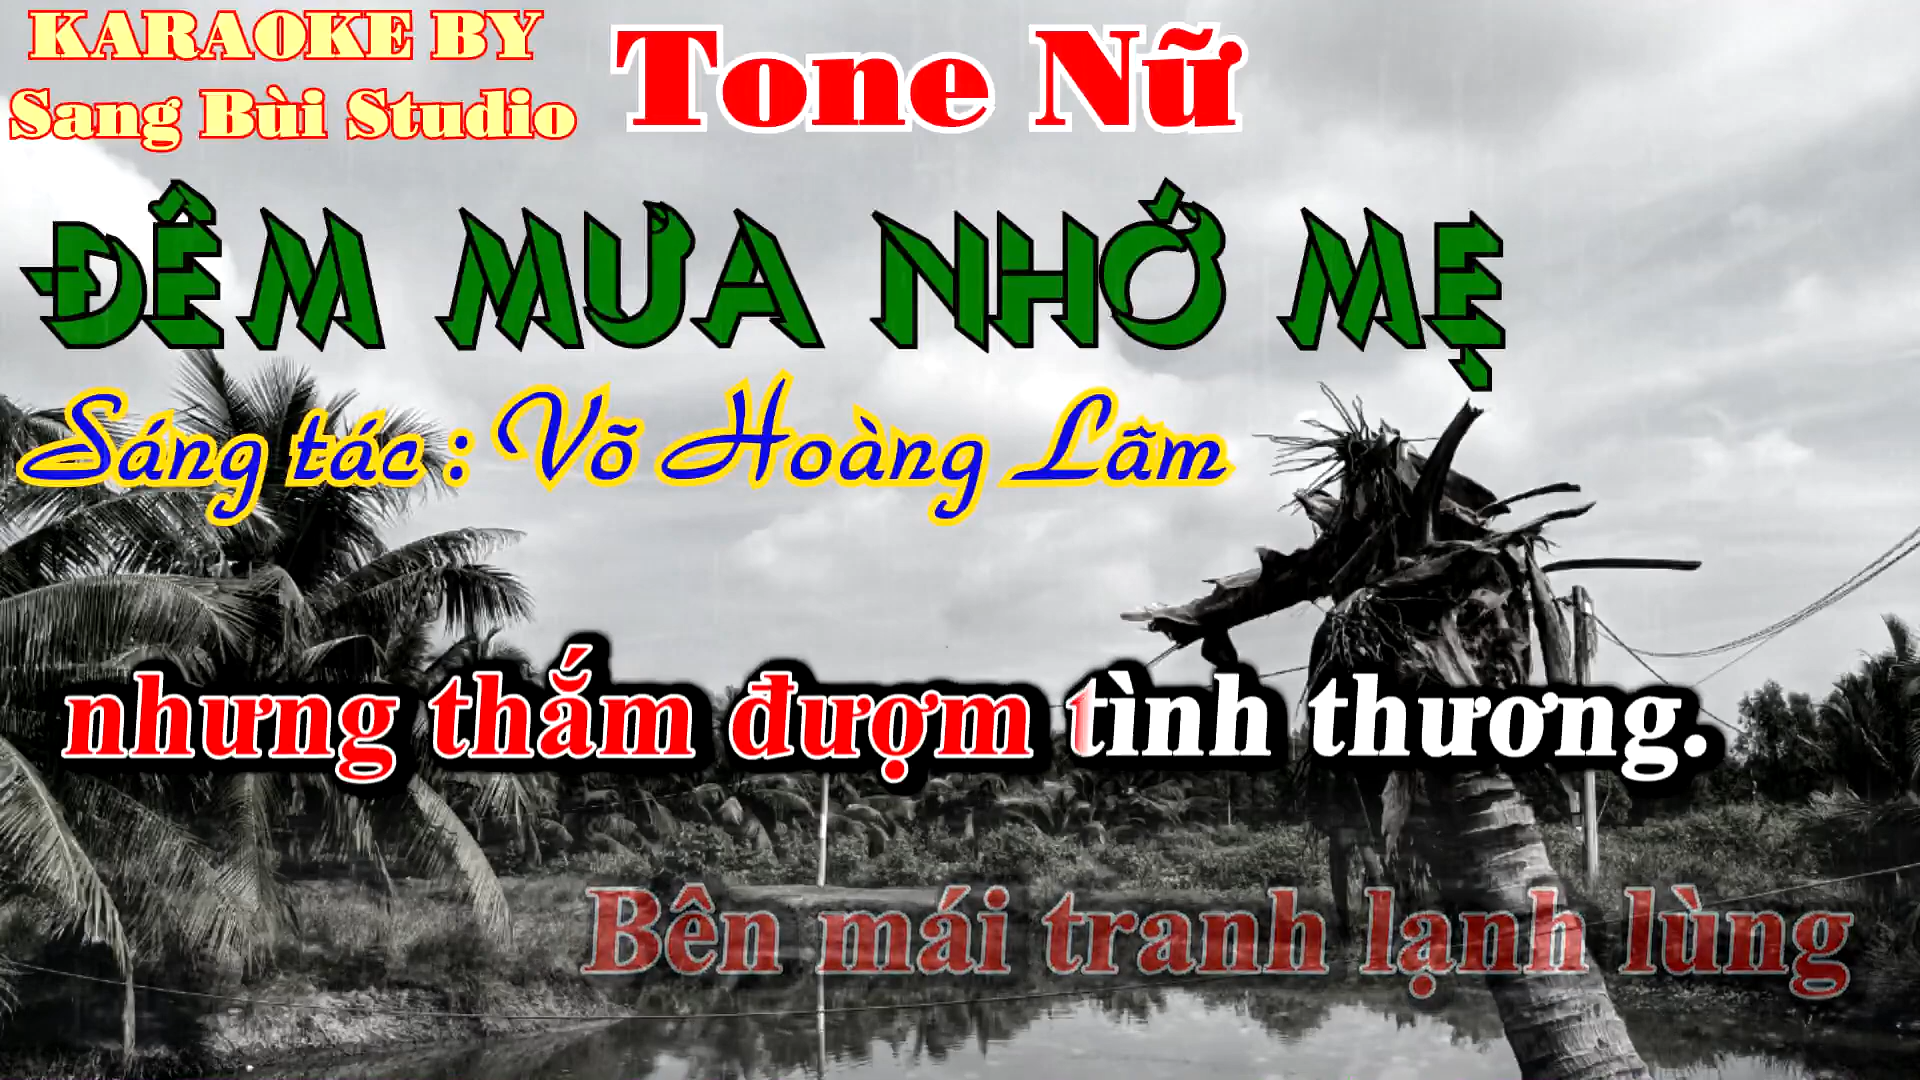 KARAOKE BY
Sang Bùi Studio
Tone Nữ
ĐÊM MƯA NHỚ MẸ
Sáng tác : Võ Hoàng Lãm
nhưng thắm đượm tình thương.
Bên mái tranh lạnh lùng